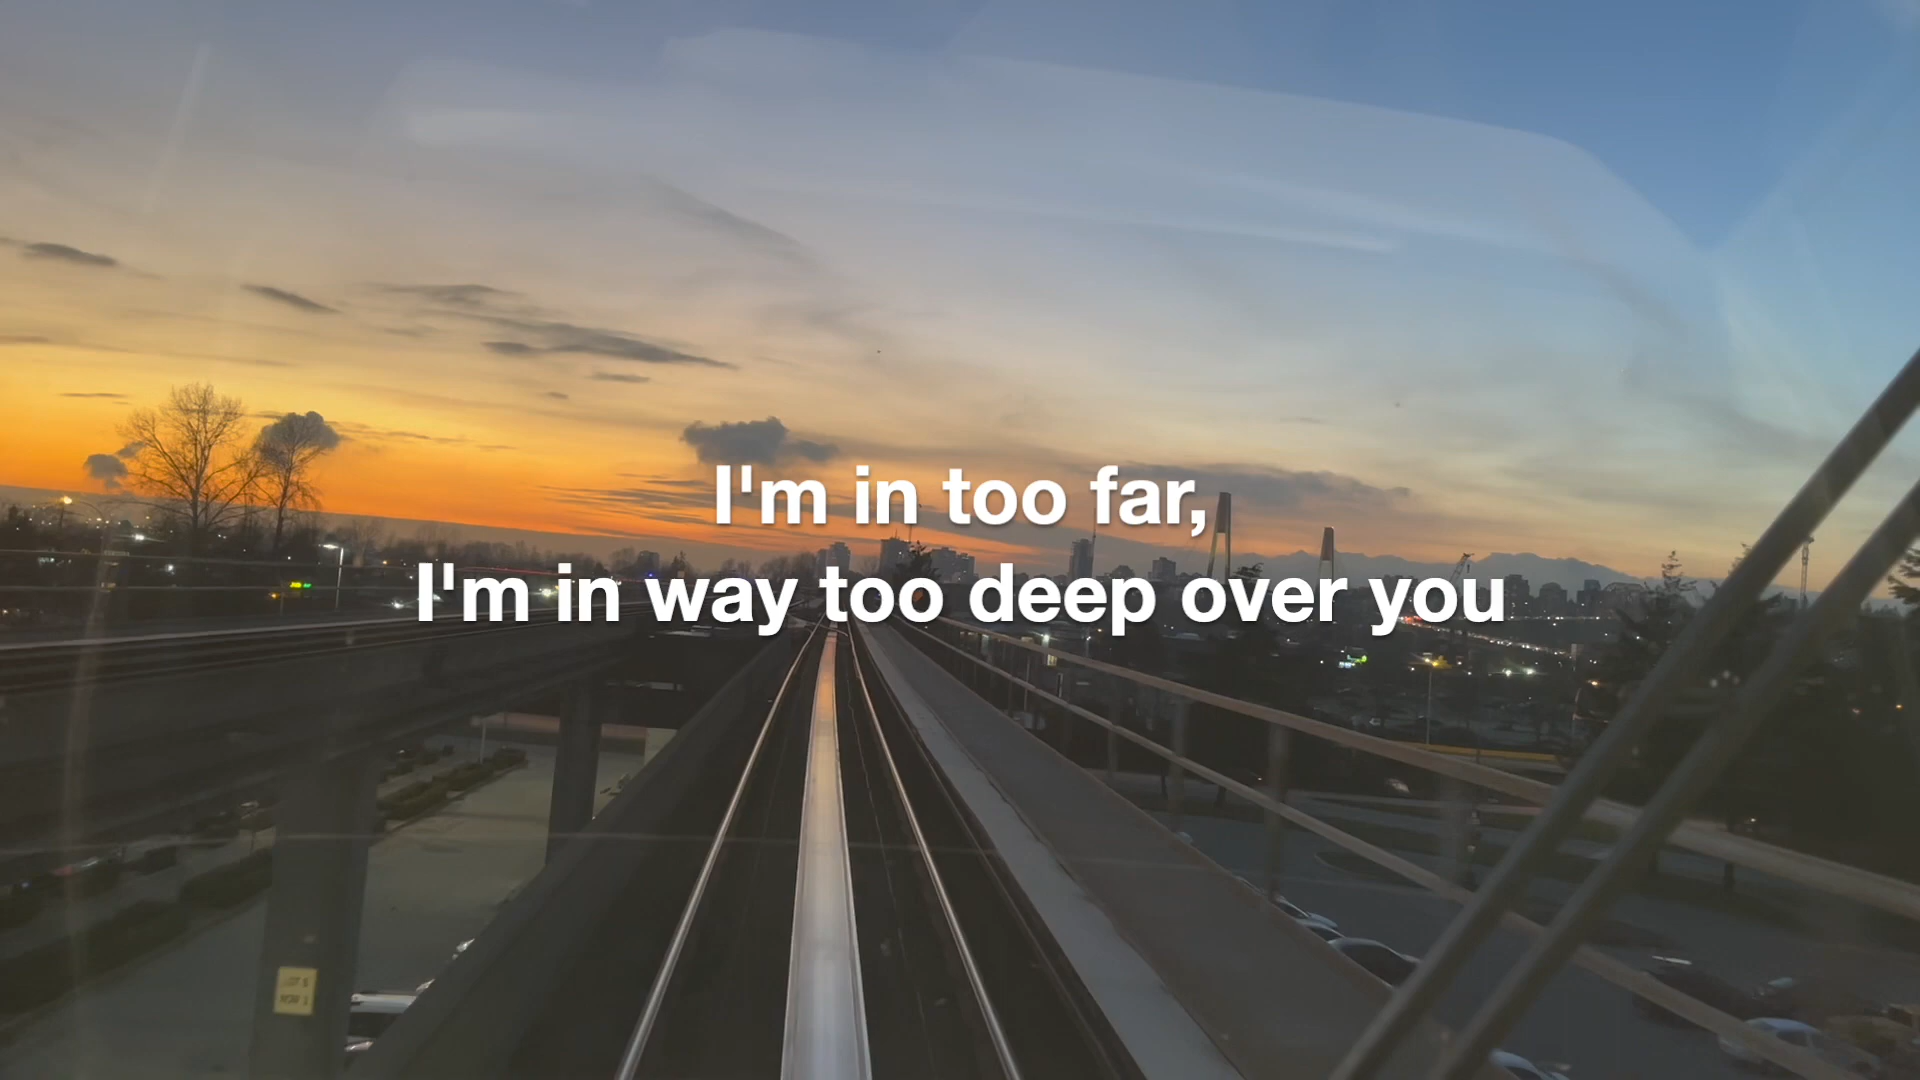 I'm in too far,
I'm in way too deep over you